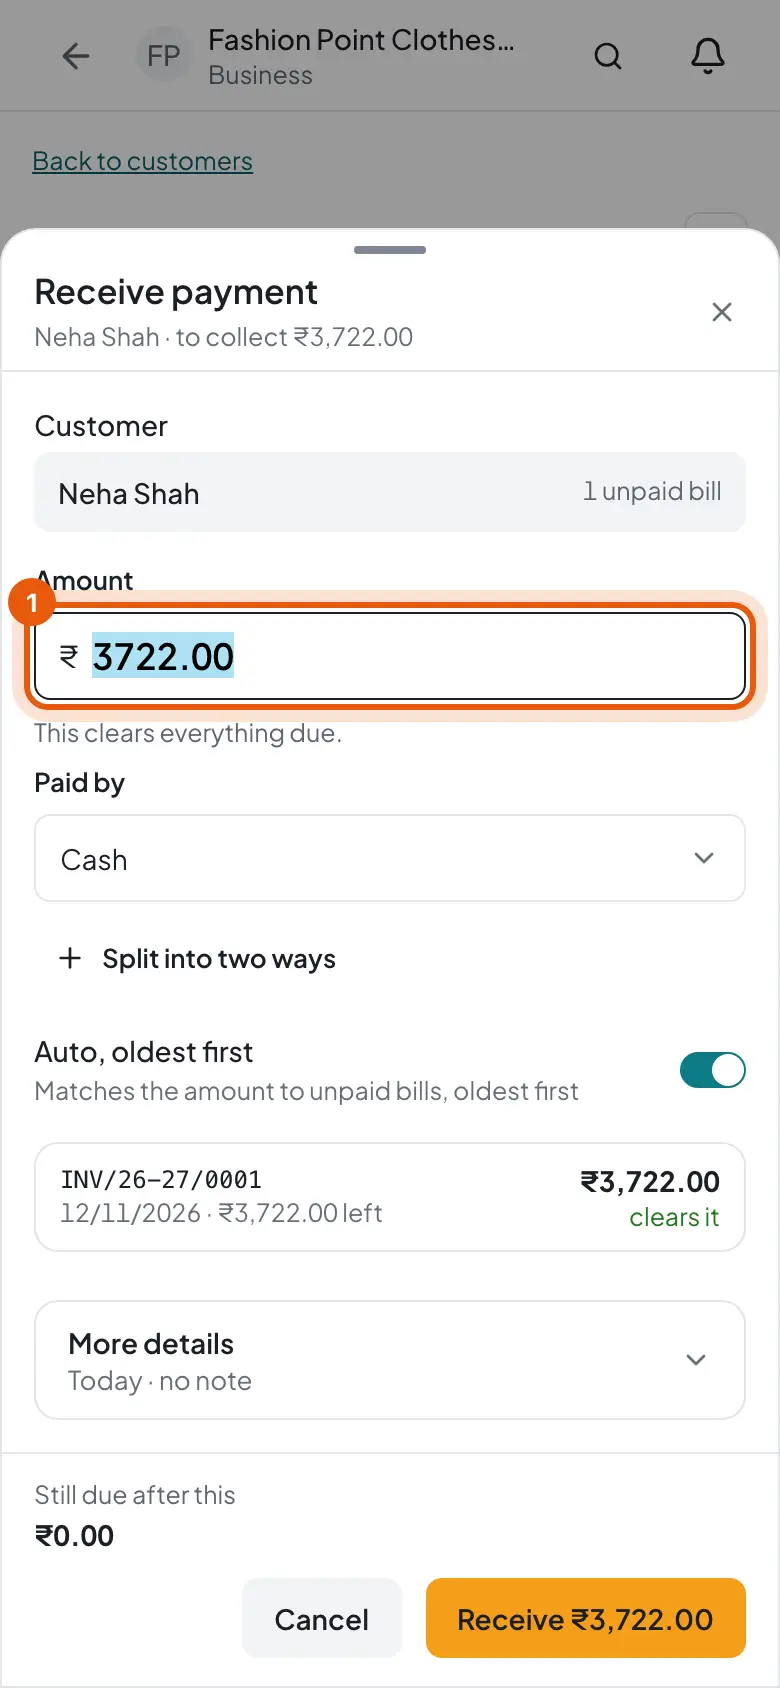 FP
Fashion Point Clothes...
Business
Back to customers
Receive payment
Neha Shah · to collect ₹3,722.00
Customer
Neha Shah
1 unpaid bill
Amount
1
₹ 3722.00
This clears everything due.
Paid by
Cash
+ Split into two ways
Auto, oldest first
Matches the amount to unpaid bills, oldest first
INV/26-27/0001
₹3,722.00
12/11/2026 · ₹3,722.00 left
clears it
More details
Today · no note
Still due after this
₹0.00
Cancel
Receive ₹3,722.00